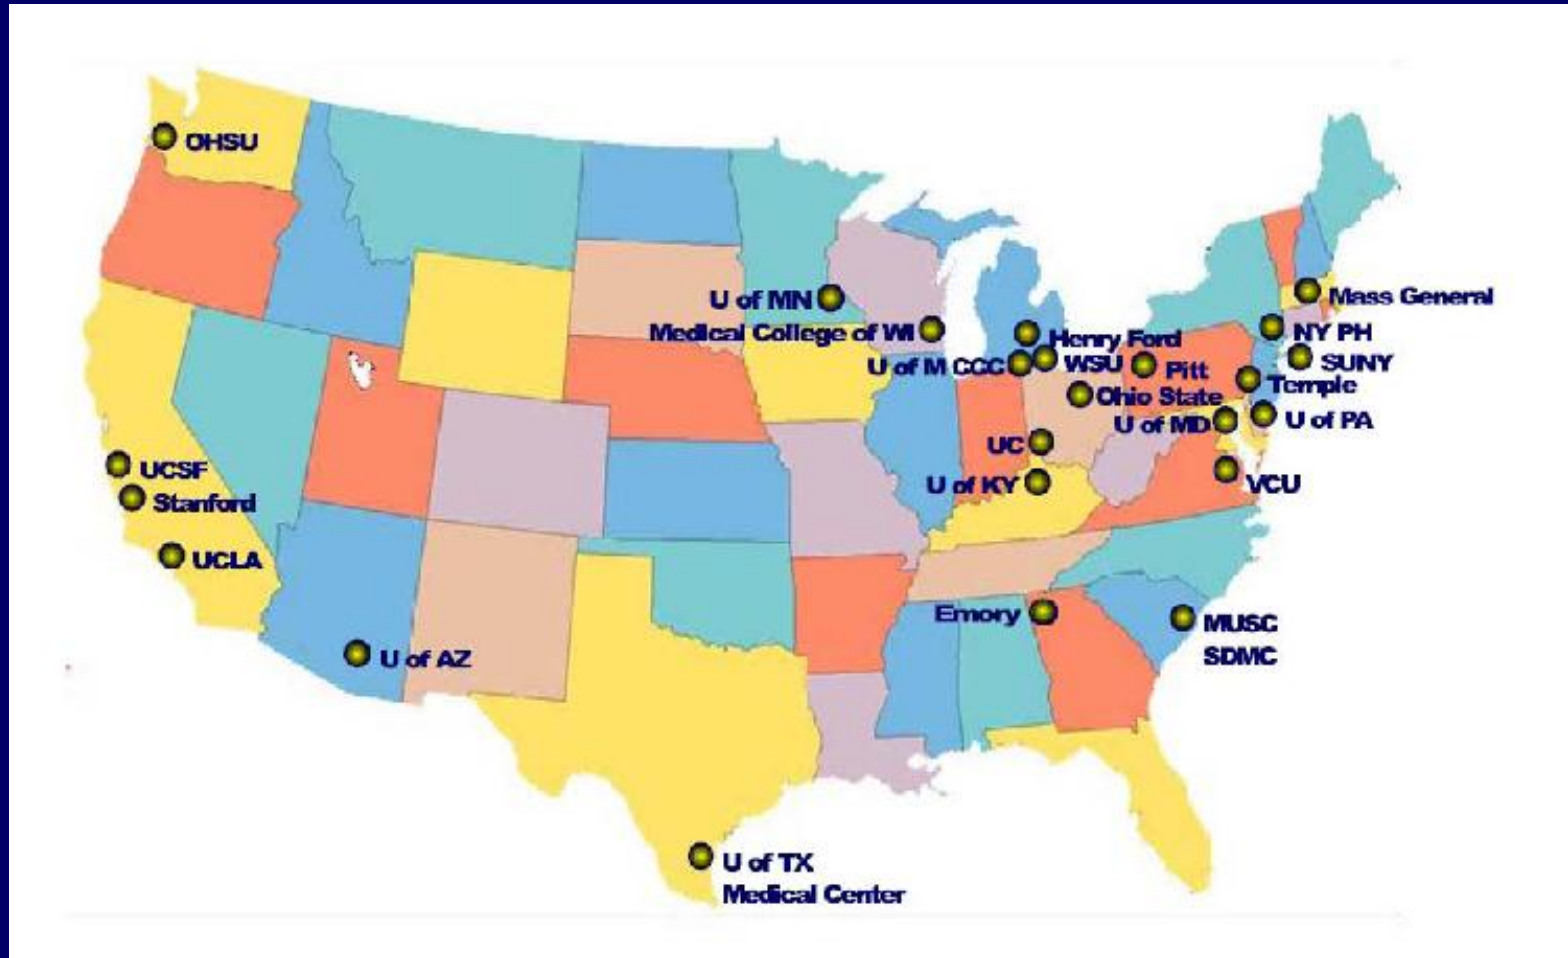 OHSU
U of MN
Mass General
Medical College of WI
NY PH
Henry Ford
U of M CCC
WSU
Pitt
SUNY
Temple
Ohio State
U of MD
U of PA
UC
UCSF
U of KY
VCU
Stanford
UCLA
Emory
MUSC
SDMC
U of AZ
U of TX
Medical Center